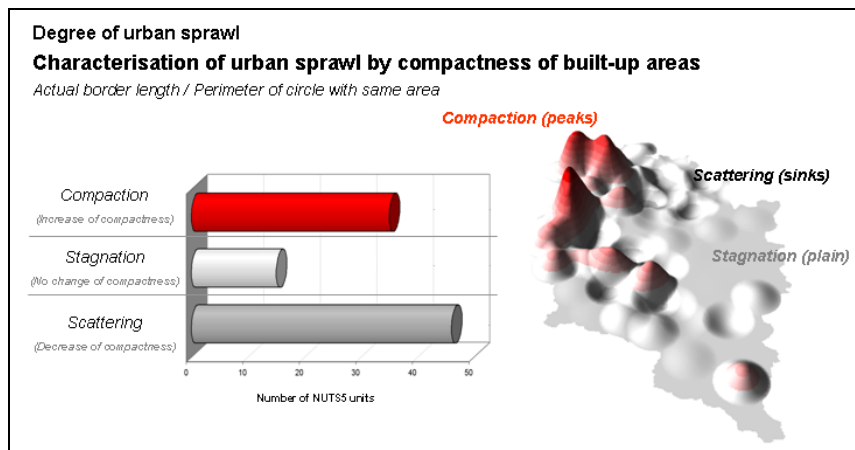 Degree of urban sprawl
Characterisation of urban sprawl by compactness of built-up areas
Actual border length / Perimeter of circle with same area
Compaction (peaks)
Scattering (sinks)
Stagnation (plain)
Compaction
(Increase of compactness)
Stagnation
(No change of compactness)
Scattering
(Decrease of compactness)
0 10 20 30 40 50
Number of NUTS5 units